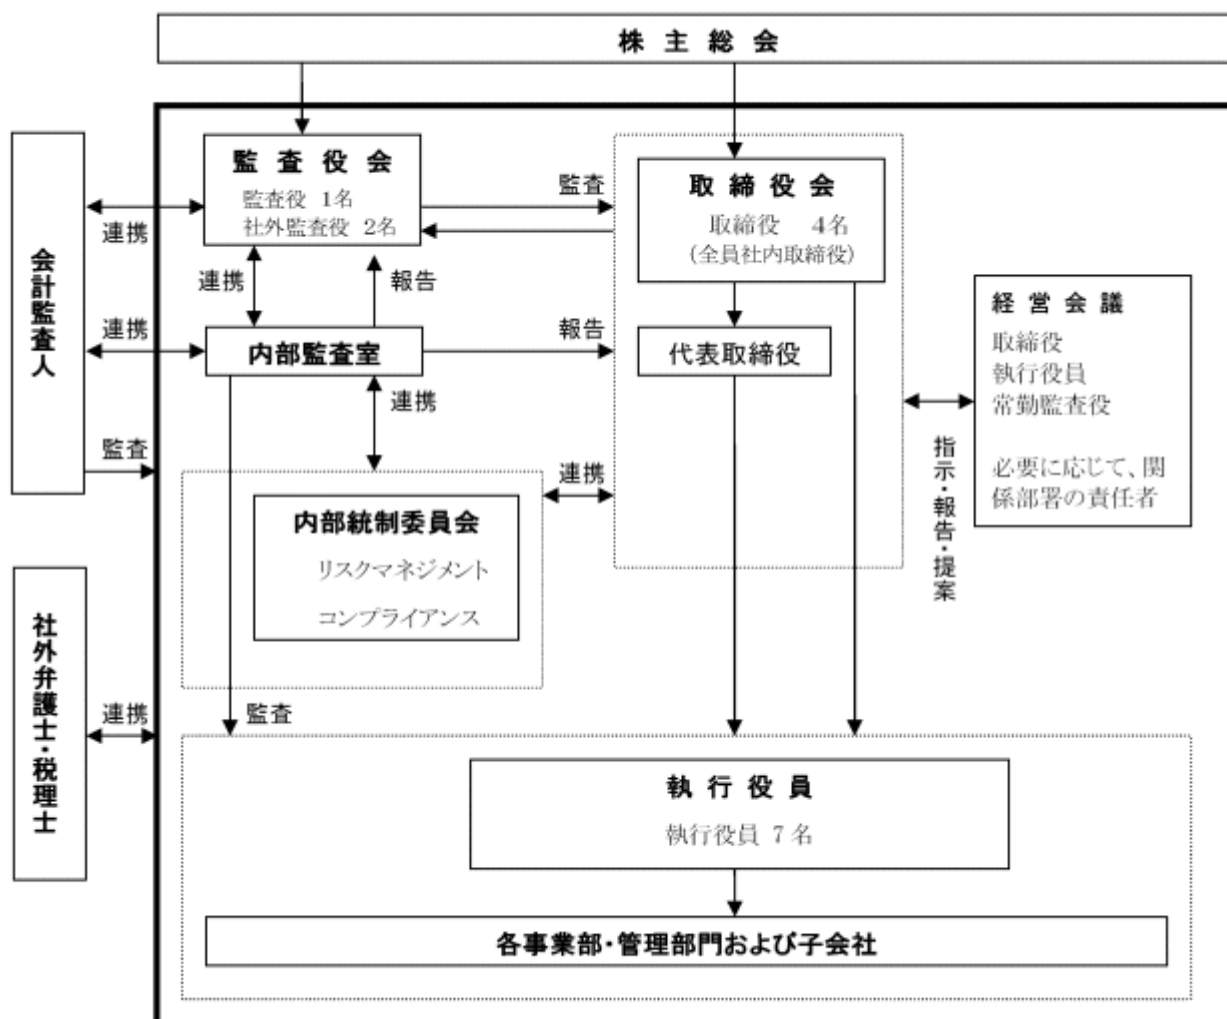 株主総会
監査役会
監査役 1名
社外監査役 2名
監査
取締役会
取締役 4名
(全員社内取締役)
連携
会計監査人
連携
報告
経営会議
取締役
執行役員
常勤監査役
必要に応じて、関
係部署の責任者
連携
内部監査室
報告
代表取締役
連携
監査
連携
指示・報告・提案
内部統制委員会
リスクマネジメント
コンプライアンス
社外弁護士・税理士
連携
監査
執行役員
執行役員 7名
各事業部・管理部門および子会社